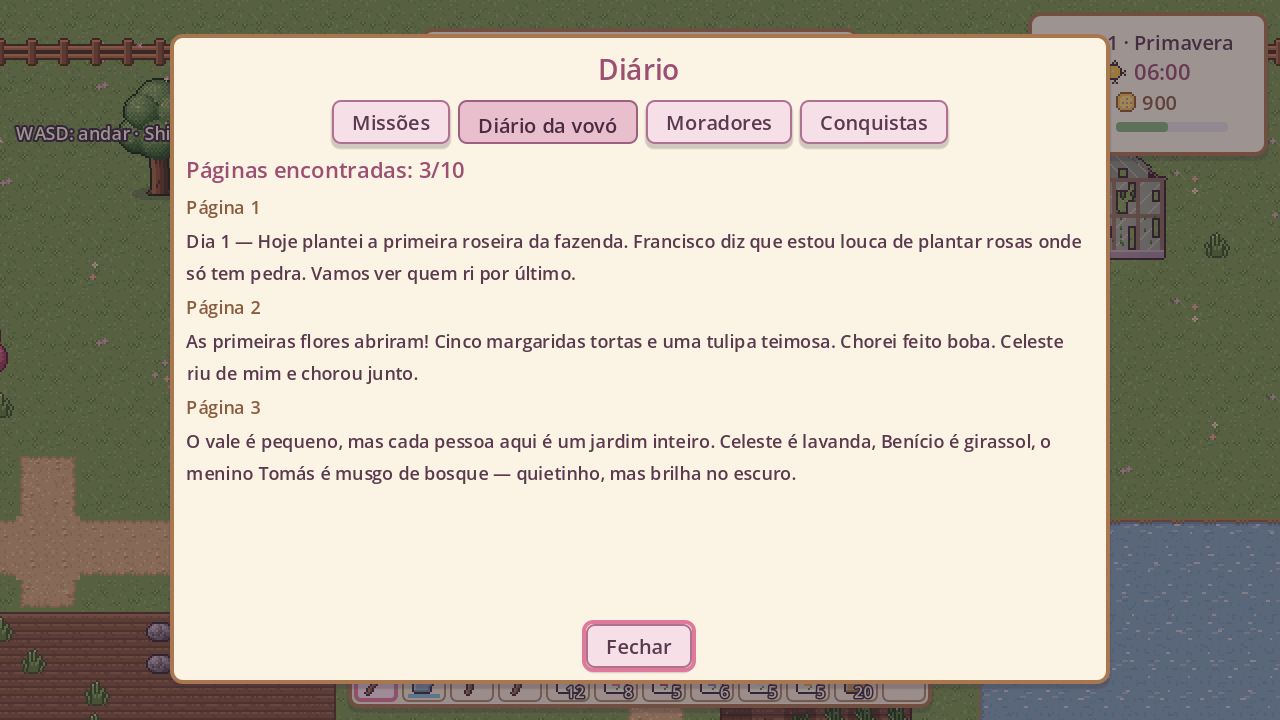 Diário
Missões
Diário da vovó
Moradores
Conquistas
1 · Primavera
06:00
900
WASD: andar · Shi
Páginas encontradas: 3/10
Página 1
Dia 1 — Hoje plantei a primeira roseira da fazenda. Francisco diz que estou louca de plantar rosas onde
só tem pedra. Vamos ver quem ri por último.
Página 2
As primeiras flores abriram! Cinco margaridas tortas e uma tulipa teimosa. Chorei feito boba. Celeste
riu de mim e chorou junto.
Página 3
O vale é pequeno, mas cada pessoa aqui é um jardim inteiro. Celeste é lavanda, Benício é girassol, o
menino Tomás é musgo de bosque — quietinho, mas brilha no escuro.
Fechar
12 8 5 6 5 5 20